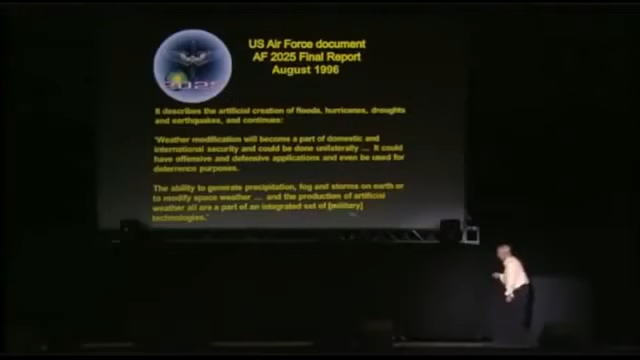 2025
US Air Force document
AF 2025 Final Report
August 1996
It describes the artificial creation of floods, hurricanes, droughts
and earthquakes, and continues:
'Weather modification will become a part of domestic and
international security and could be done unilaterally ... It could
have offensive and defensive applications and even be used for
deterrence purposes.
The ability to generate precipitation, fog and storms on earth or
to modify space weather ... and the production of artificial
weather all are a part of an integrated set of [military]
technologies.'